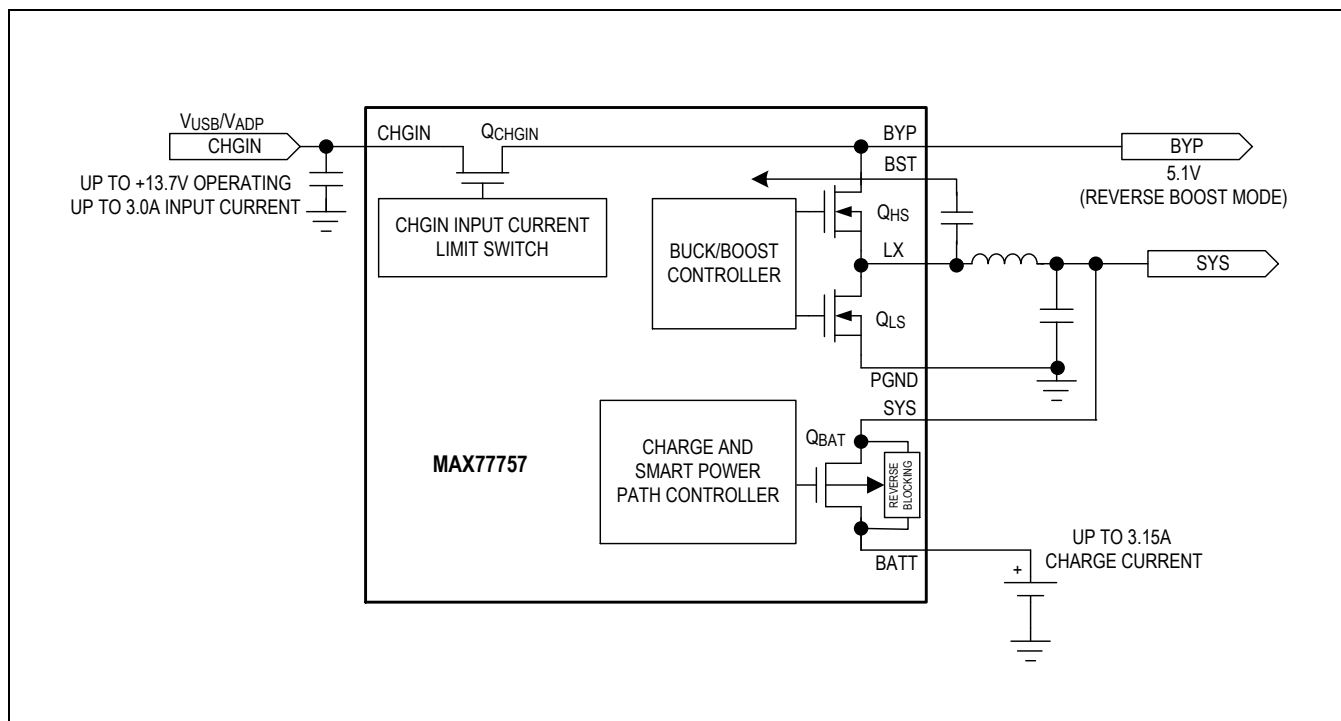 VUSB/VADP
CHGIN
UP TO +13.7V OPERATING
UP TO 3.0A INPUT CURRENT
CHGIN
QCHGIN
CHGIN INPUT CURRENT
LIMIT SWITCH
BYP
BST
BYP
5.1V
(REVERSE BOOST MODE)
BUCK/BOOST
CONTROLLER
QHS
LX
SYS
QLS
PGND
SYS
MAX77757
CHARGE AND
SMART POWER
PATH CONTROLLER
QBAT
REVERSE
BLOCKING
BATT
UP TO 3.15A
CHARGE CURRENT
+